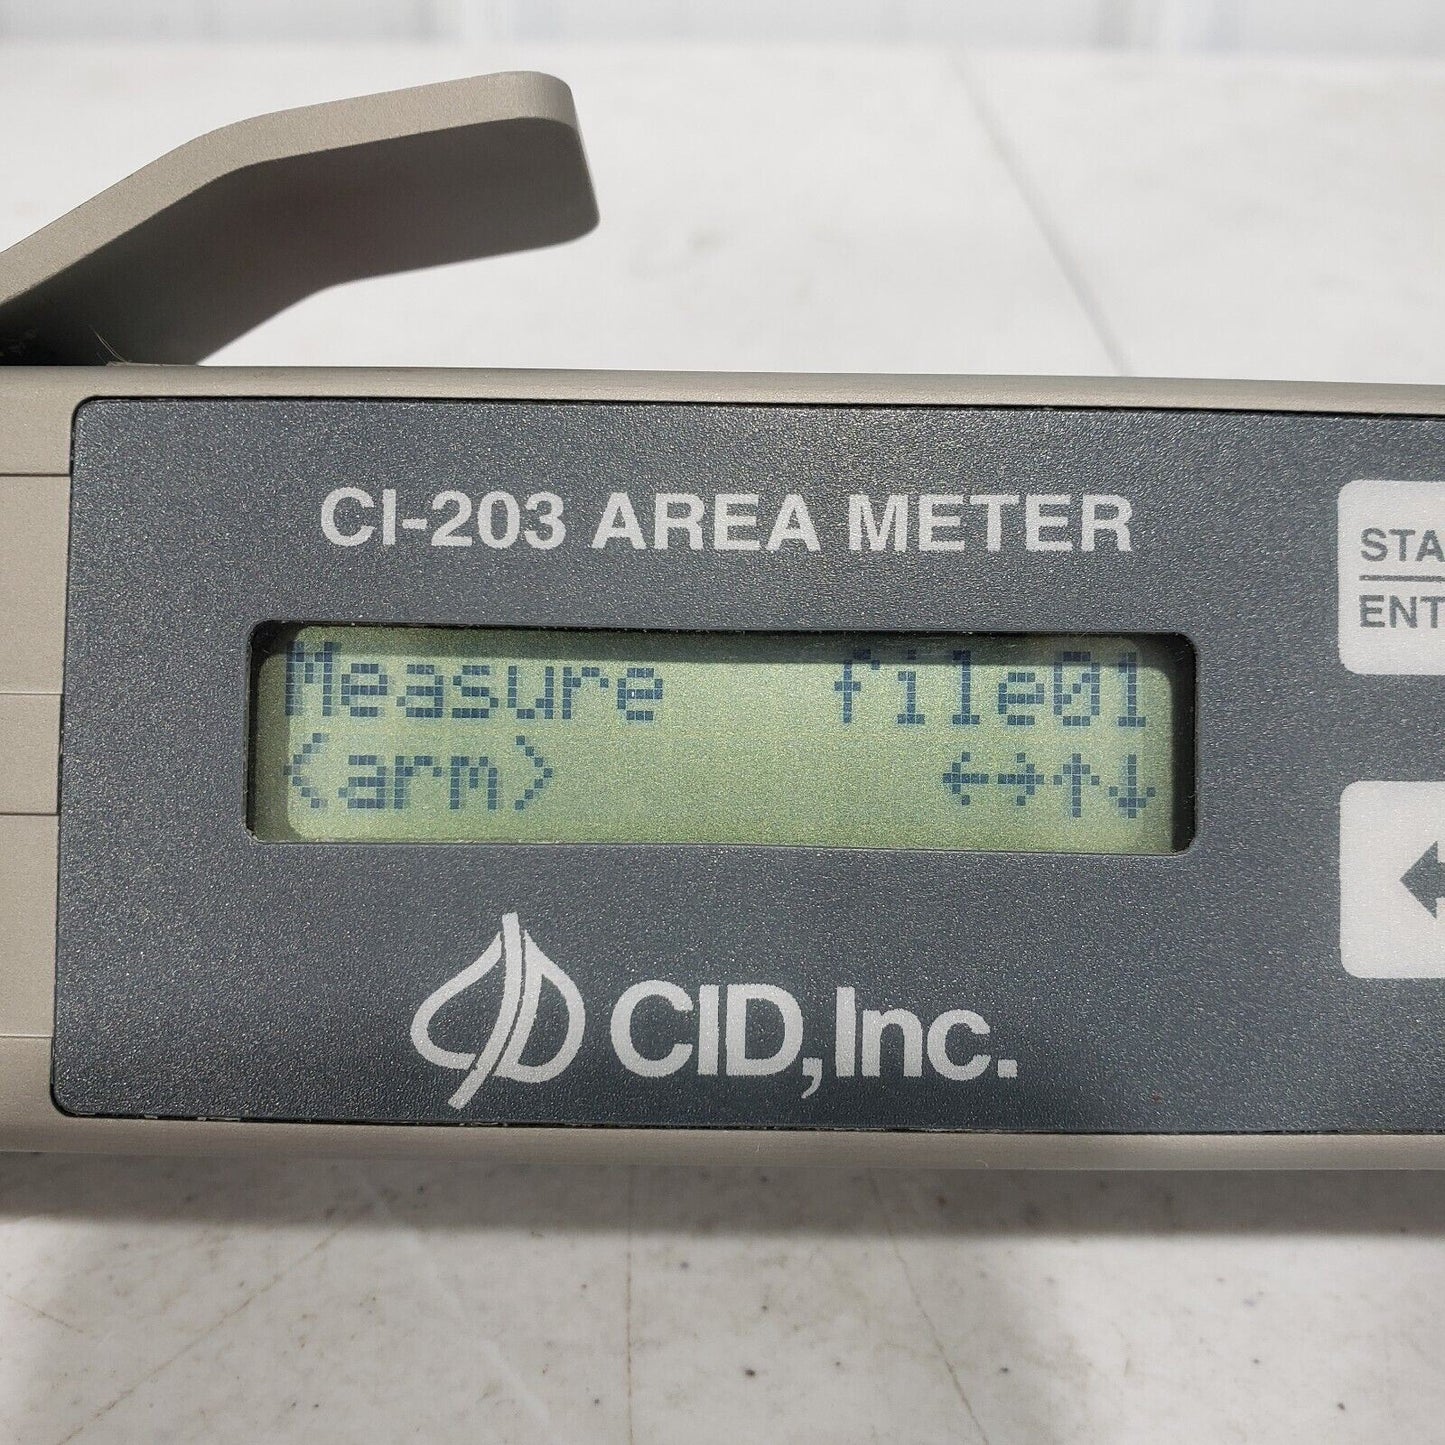 CI-203 AREA METER
Measure file01
<arm> ←→↑↓
CID, Inc.